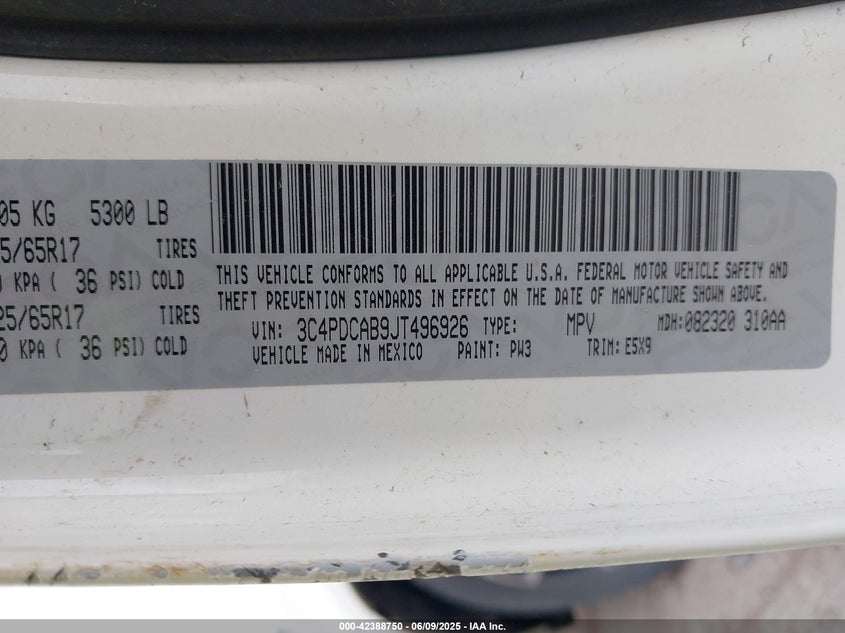 05 KG 5300 LB
5/65R17 TIRES
KPA ( 36 PSI) COLD
25/65R17 TIRES
0 KPA ( 36 PSI) COLD
THIS VEHICLE CONFORMS TO ALL APPLICABLE U.S.A. FEDERAL MOTOR VEHICLE SAFETY AND
THEFT PREVENTION STANDARDS IN EFFECT ON THE DATE OF MANUFACTURE SHOWN ABOVE.
VIN: 3C4PDCAB9JT496926 TYPE: MPV MDH:082320 310AA
VEHICLE MADE IN MEXICO PAINT: PW3 TRIM: E5X9
000-42388750 - 06/09/2025 - IAA Inc.